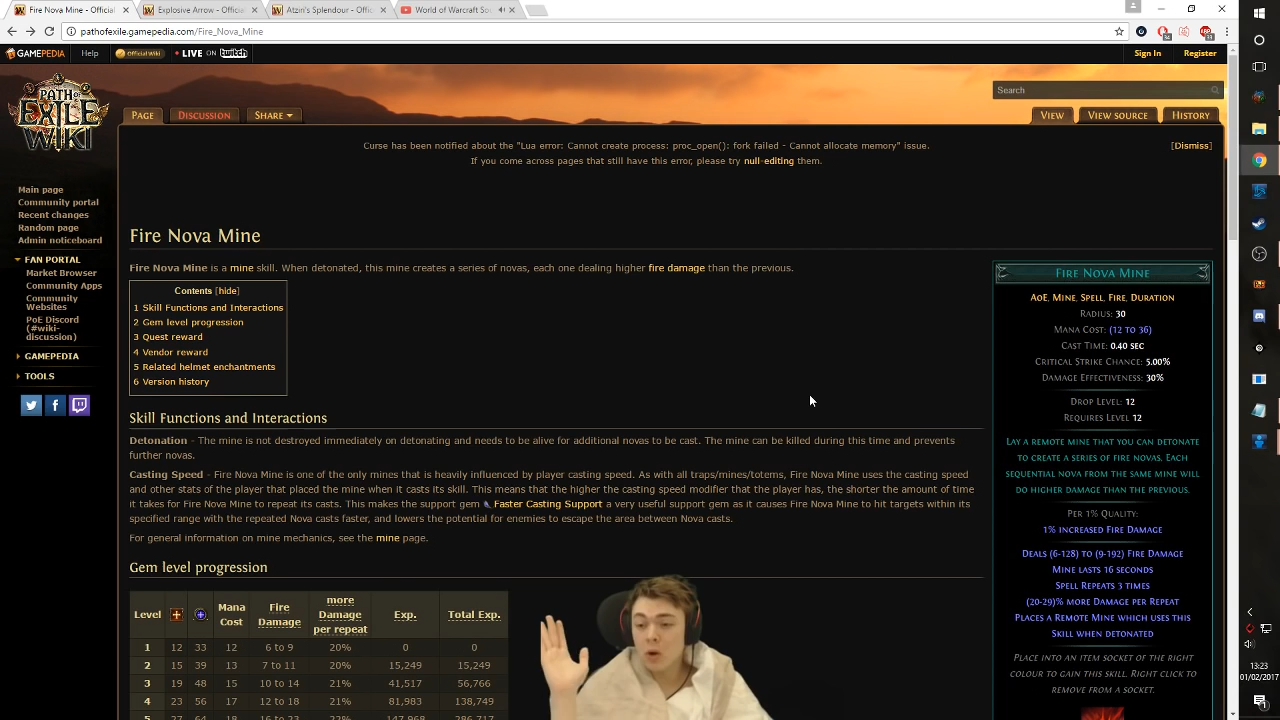 Fire Nova Mine - Official
Explosive Arrow - Official
Atziri's Splendour - Offici
World of Warcraft Sou
pathofexile.gamepedia.com/Fire_Nova_Mine
GAMEPEDIA Help Official Wiki LIVE ON twitch Sign In Register
PATH OF EXILE WIKI
Search
PAGE DISCUSSION SHARE VIEW VIEW SOURCE HISTORY
Curse has been notified about the "Lua error: Cannot create process: proc_open(): fork failed - Cannot allocate memory" issue.
[Dismiss]
If you come across pages that still have this error, please try null-editing them.
Main page
Community portal
Recent changes
Random page
Admin noticeboard
FAN PORTAL
Market Browser
Community Apps
Community
Websites
PoE Discord
(#wiki-
discussion)
GAMEPEDIA
TOOLS
Fire Nova Mine
Fire Nova Mine is a mine skill. When detonated, this mine creates a series of novas, each one dealing higher fire damage than the previous.
Contents [hide]
1 Skill Functions and Interactions
2 Gem level progression
3 Quest reward
4 Vendor reward
5 Related helmet enchantments
6 Version history
Skill Functions and Interactions
Detonation - The mine is not destroyed immediately on detonating and needs to be alive for additional novas to be cast. The mine can be killed during this time and prevents
further novas.
Casting Speed - Fire Nova Mine is one of the only mines that is heavily influenced by player casting speed. As with all traps/mines/totems, Fire Nova Mine uses the casting speed
and other stats of the player that placed the mine when it casts its skill. This means that the higher the casting speed modifier that the player has, the shorter the amount of time
it takes for Fire Nova Mine to repeat its casts. This makes the support gem Faster Casting Support a very useful support gem as it causes Fire Nova Mine to hit targets within its
specified range with the repeated Nova casts faster, and lowers the potential for enemies to escape the area between Nova casts.
For general information on mine mechanics, see the mine page.
Gem level progression
Level Mana Cost Fire Damage more Damage per repeat Exp. Total Exp.
1 12 33 12 6 to 9 20% 0 0
2 15 39 13 7 to 11 20% 15,249 15,249
3 19 48 15 10 to 14 21% 41,517 56,766
4 23 56 17 12 to 18 21% 81,983 138,749
5 27 64 18 16 to 23 22% 147,968 286,717
FIRE NOVA MINE
AOE, MINE, SPELL, FIRE, DURATION
RADIUS: 30
MANA COST: (12 TO 36)
CAST TIME: 0.40 SEC
CRITICAL STRIKE CHANCE: 5.00%
DAMAGE EFFECTIVENESS: 30%
DROP LEVEL: 12
REQUIRES LEVEL 12
LAY A REMOTE MINE THAT YOU CAN DETONATE
TO CREATE A SERIES OF FIRE NOVAS. EACH
SEQUENTIAL NOVA FROM THE SAME MINE WILL
DO HIGHER DAMAGE THAN THE PREVIOUS.
PER 1% QUALITY:
1% INCREASED FIRE DAMAGE
DEALS (6-128) TO (9-192) FIRE DAMAGE
MINE LASTS 16 SECONDS
SPELL REPEATS 3 TIMES
(20-29)% MORE DAMAGE PER REPEAT
PLACES A REMOTE MINE WHICH USES THIS
SKILL WHEN DETONATED
PLACE INTO AN ITEM SOCKET OF THE RIGHT
COLOUR TO GAIN THIS SKILL. RIGHT CLICK TO
REMOVE FROM A SOCKET.
13:23
01/02/2017